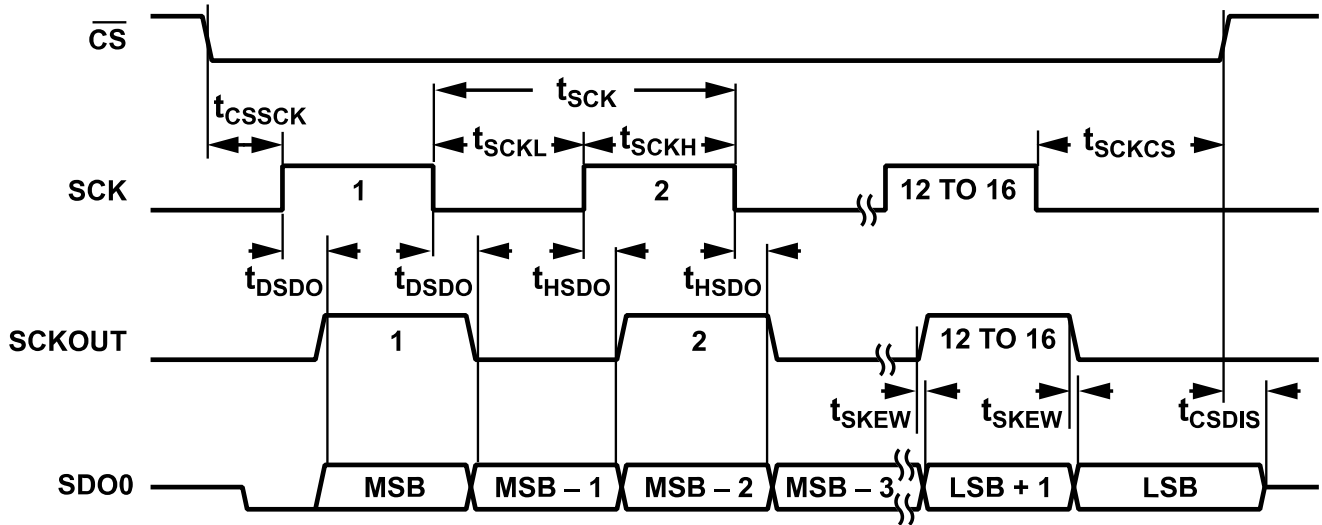 CS
tSCK
tCSSCK
tSCKL
tSCKH
tSCKCS
SCK
1
2
12 TO 16
tDSDO
tDSDO
tHSDO
tHSDO
SCKOUT
1
2
12 TO 16
tSKEW
tSKEW
tCSDIS
SDO0
MSB
MSB – 1
MSB – 2
MSB – 3
LSB + 1
LSB